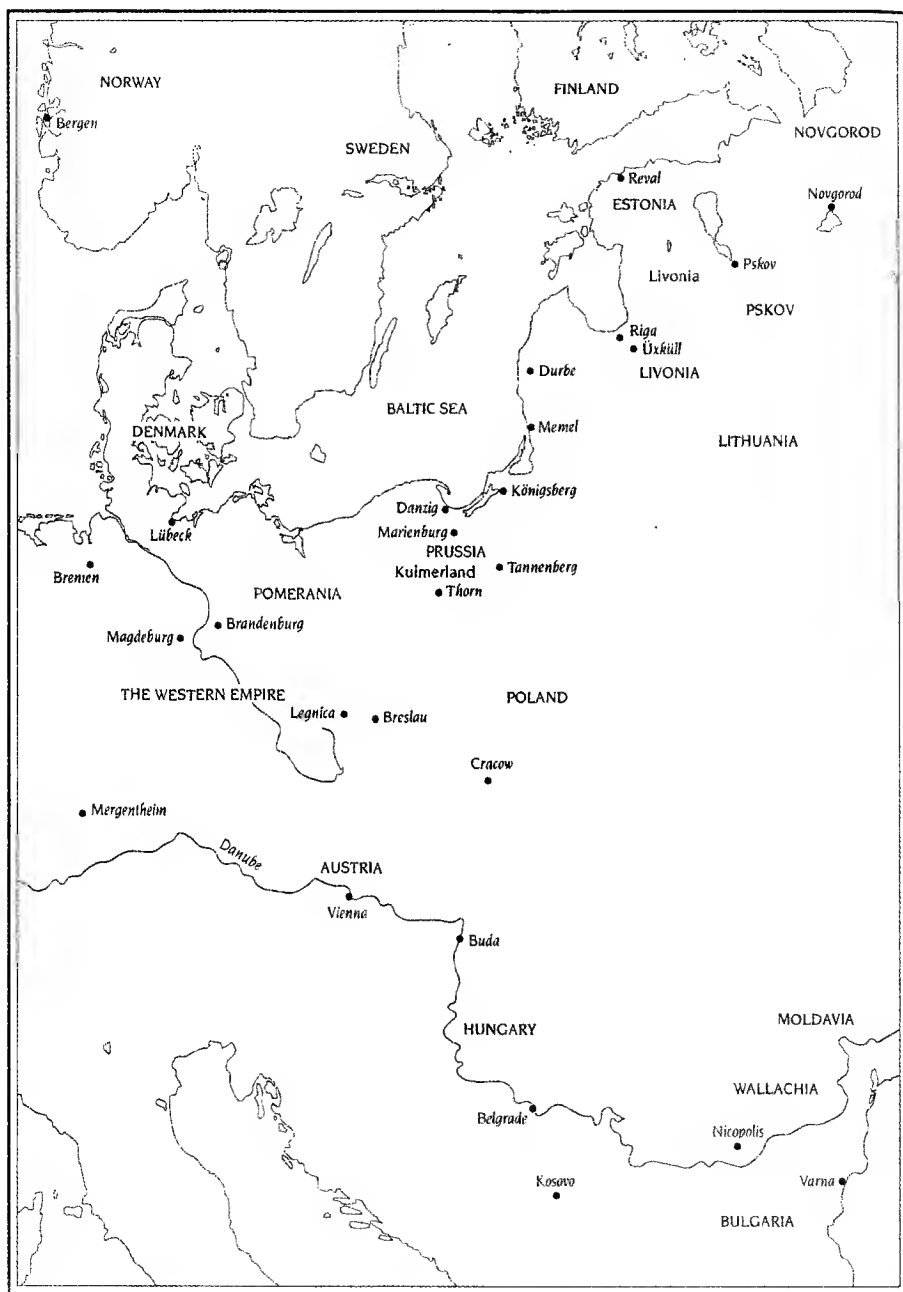 NORWAY
FINLAND
Bergen
NOVGOROD
SWEDEN
Reval
ESTONIA
Novgorod
Livonia
Pskov
PSKOV
Riga
Üxküll
LIVONIA
Durbe
BALTIC SEA
Memel
DENMARK
LITHUANIA
Königsberg
Danzig
Lübeck
Marienburg
PRUSSIA
Tannenberg
Kulmerland
Bremen
Thorn
POMERANIA
Brandenburg
Magdeburg
THE WESTERN EMPIRE
POLAND
Legnica
Breslau
Cracow
Mergentheim
Danube
AUSTRIA
Vienna
Buda
HUNGARY
MOLDAVIA
WALLACHIA
Belgrade
Nicopolis
Kosovo
Varna
BULGARIA